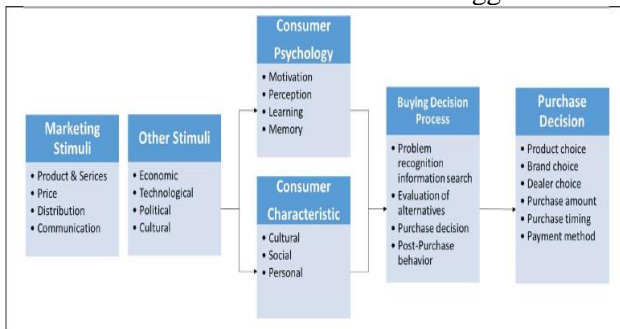 Marketing
Stimuli
• Product & Serices
• Price
• Distribution
• Communication
Other Stimuli
• Economic
• Technological
• Political
• Cultural
Consumer
Psychology
• Motivation
• Perception
• Learning
• Memory
Consumer
Characteristic
• Cultural
• Social
• Personal
Buying Decision
Process
• Problem
recognition
information search
• Evaluation of
alternatives
• Purchase decision
• Post-Purchase
behavior
Purchase
Decision
• Product choice
• Brand choice
• Dealer choice
• Purchase amount
• Purchase timing
• Payment method